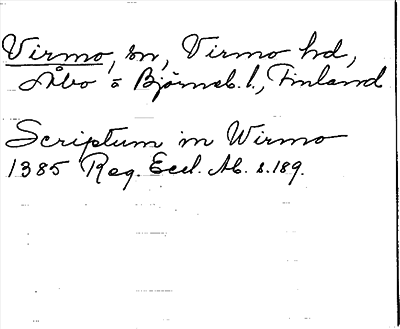 Virmo, sn, Virmo hd,
Åbo o Björneb. l., Finland
Scriptum in Wirmo
1385 Reg. Eccl. Ab. s.189.